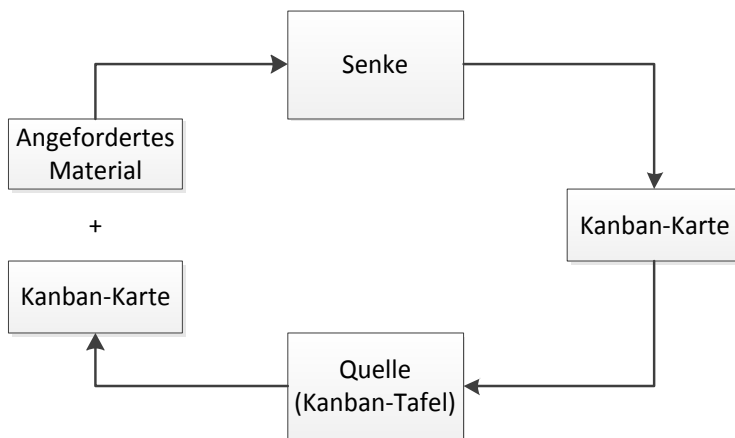 Senke
Angefordertes
Material
+
Kanban-Karte
Kanban-Karte
Quelle
(Kanban-Tafel)